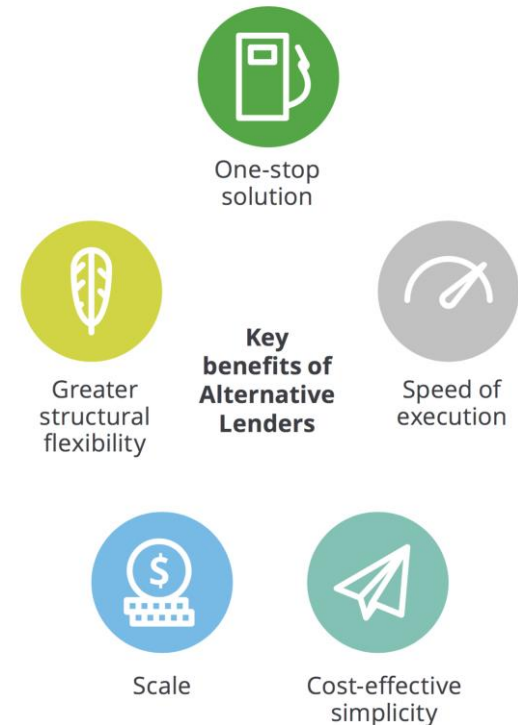 One-stop
solution
Greater
structural
flexibility
Key
benefits of
Alternative
Lenders
Speed of
execution
$
Scale
Cost-effective
simplicity